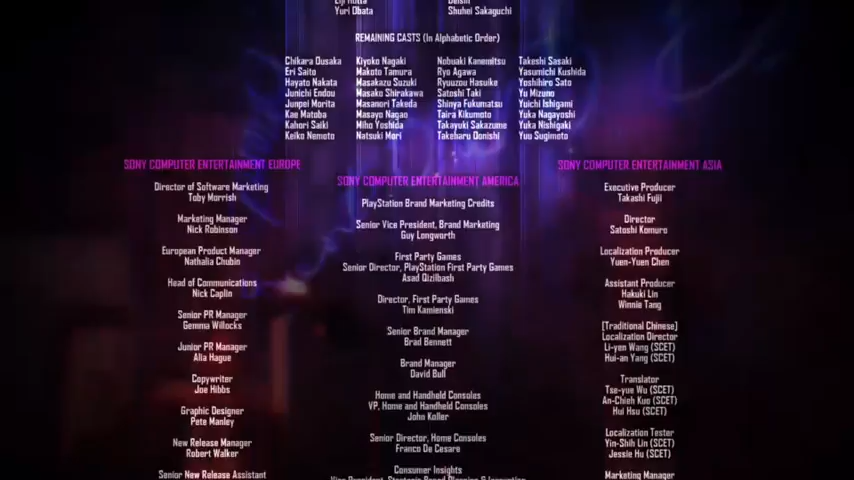 Yuri Obata
Shuhei Sakaguchi
REMAINING CASTS (In Alphabetic Order)
Chikara Ousaka
Eri Saito
Hayato Nakata
Junichi Endou
Junpei Morita
Kae Matoba
Kahori Saiki
Keiko Nemoto
Kiyoko Nagaki
Makoto Tamura
Masakazu Suzuki
Masako Shirakawa
Masanori Takeda
Masayo Nagao
Miho Yoshida
Natsuki Mori
Nobuaki Kanemitsu
Ryo Agawa
Ryuuzou Hasuike
Satoshi Taki
Shinya Fukumatsu
Taira Kikumoto
Takayuki Sakazume
Takeharu Oonishi
Takeshi Sasaki
Yasumichi Kushida
Yoshihiro Sato
Yu Mizuno
Yuichi Ishigami
Yuka Nagayoshi
Yuka Nishigaki
Yuu Sugimoto
SONY COMPUTER ENTERTAINMENT EUROPE
Director of Software Marketing
Toby Morrish
Marketing Manager
Nick Robinson
European Product Manager
Nathalia Chubin
Head of Communications
Nick Caplin
Senior PR Manager
Gemma Willocks
Junior PR Manager
Alia Hague
Copywriter
Joe Hibbs
Graphic Designer
Pete Manley
New Release Manager
Robert Walker
Senior New Release Assistant
SONY COMPUTER ENTERTAINMENT AMERICA
PlayStation Brand Marketing Credits
Senior Vice President, Brand Marketing
Guy Longworth
First Party Games
Senior Director, PlayStation First Party Games
Asad Qizilbash
Director, First Party Games
Tim Kamienski
Senior Brand Manager
Brad Bennett
Brand Manager
David Bull
Home and Handheld Consoles
VP, Home and Handheld Consoles
John Koller
Senior Director, Home Consoles
Franco De Cesare
Consumer Insights
SONY COMPUTER ENTERTAINMENT ASIA
Executive Producer
Takashi Fujii
Director
Satoshi Komuro
Localization Producer
Yuen-Yuen Chen
Assistant Producer
Hakuki Lin
Winnie Tang
[Traditional Chinese]
Localization Director
Li-yen Wang (SCET)
Hui-an Yang (SCET)
Translator
Tse-yue Wu (SCET)
An-Chieh Kuo (SCET)
Hui Hsu (SCET)
Localization Tester
Yin-Shih Lin (SCET)
Jessie Hu (SCET)
Marketing Manager